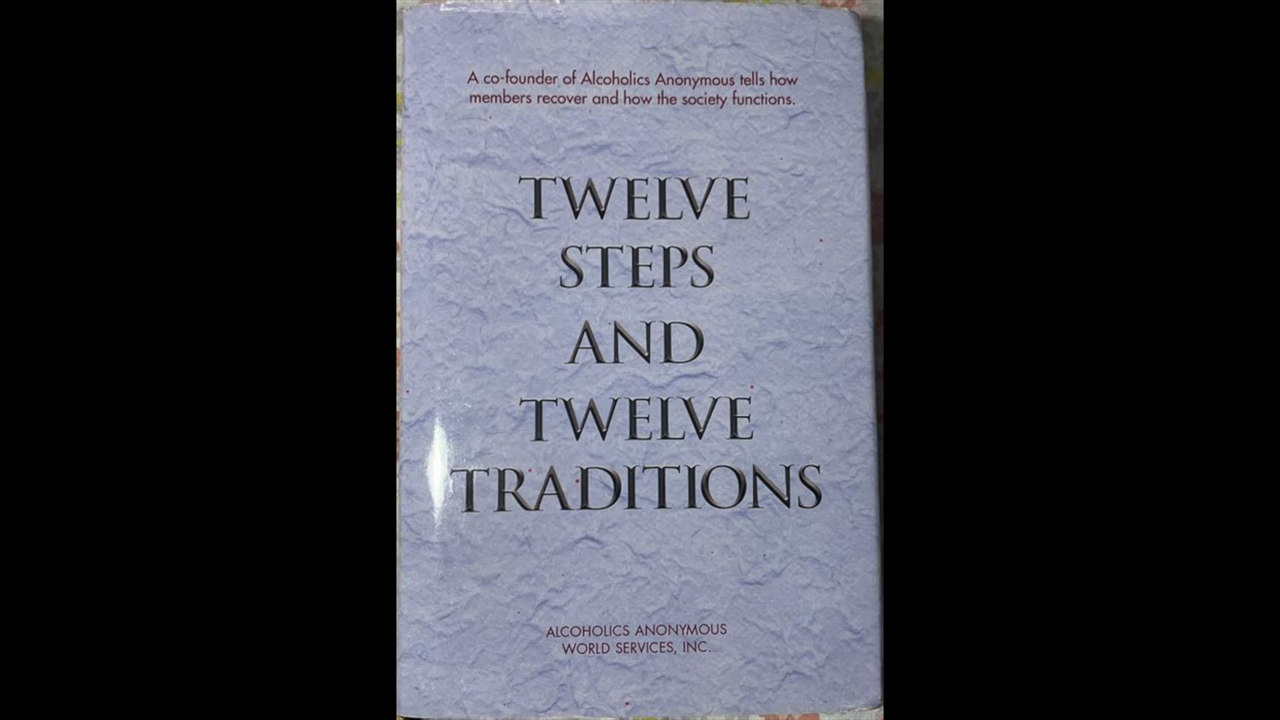 A co-founder of Alcoholics Anonymous tells how
members recover and how the society functions.
TWELVE
STEPS
AND
TWELVE
TRADITIONS
ALCOHOLICS ANONYMOUS
WORLD SERVICES, INC.